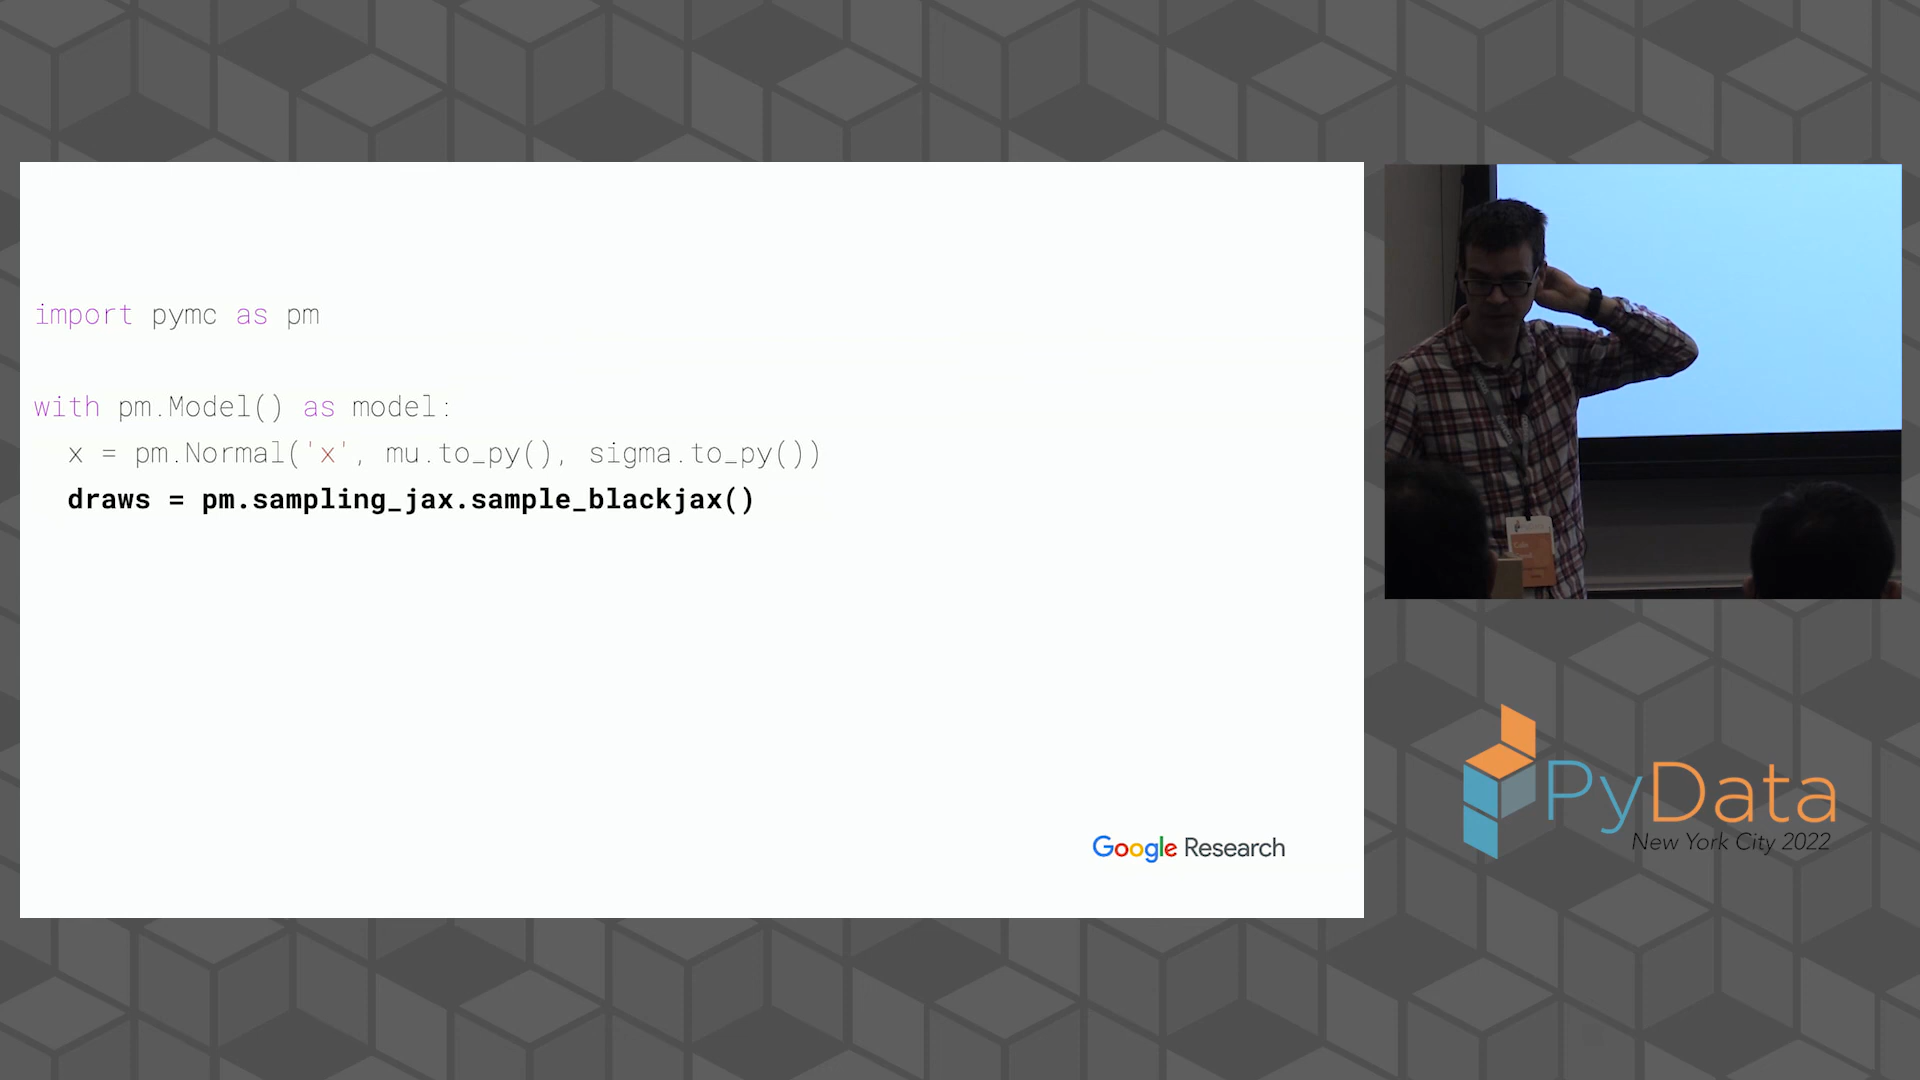 import pymc as pm
with pm.Model() as model:
x = pm.Normal('x', mu.to_py(), sigma.to_py())
draws = pm.sampling_jax.sample_blackjax()
Google Research
PyData
New York City 2022